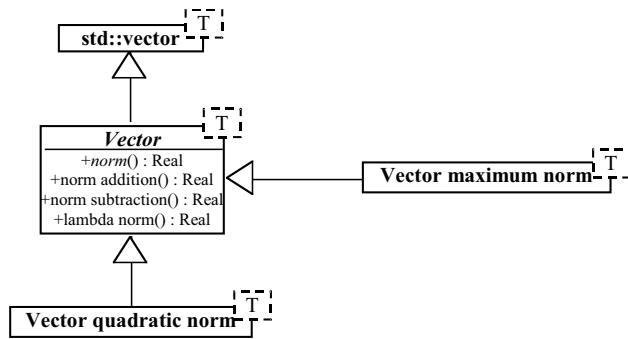 T
std::vector
T
Vector
+norm() : Real
+norm addition() : Real
+norm subtraction() : Real
+lambda norm() : Real
T
Vector maximum norm
T
Vector quadratic norm